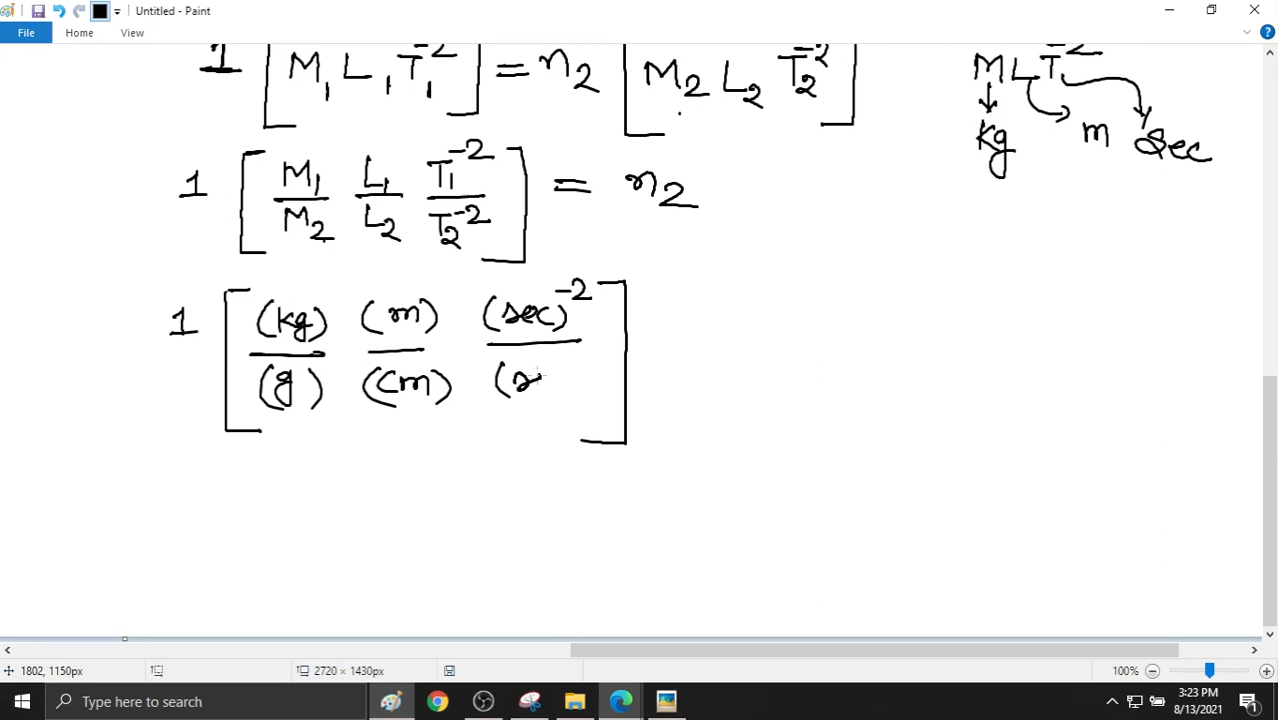 Untitled - Paint
File Home View
1 [M₁ L₁ T₁⁻²] = n₂ [M₂ L₂ T₂⁻²]
M L T⁻²
kg m Sec
1 [M₁/M₂ L₁/L₂ T₁⁻²/T₂⁻²] = n₂
1 [(kg)/(g) (m)/(cm) (sec)⁻²/(s]
1802, 1150px 2720 × 1430px 100%
Type here to search
3:23 PM
8/13/2021
1